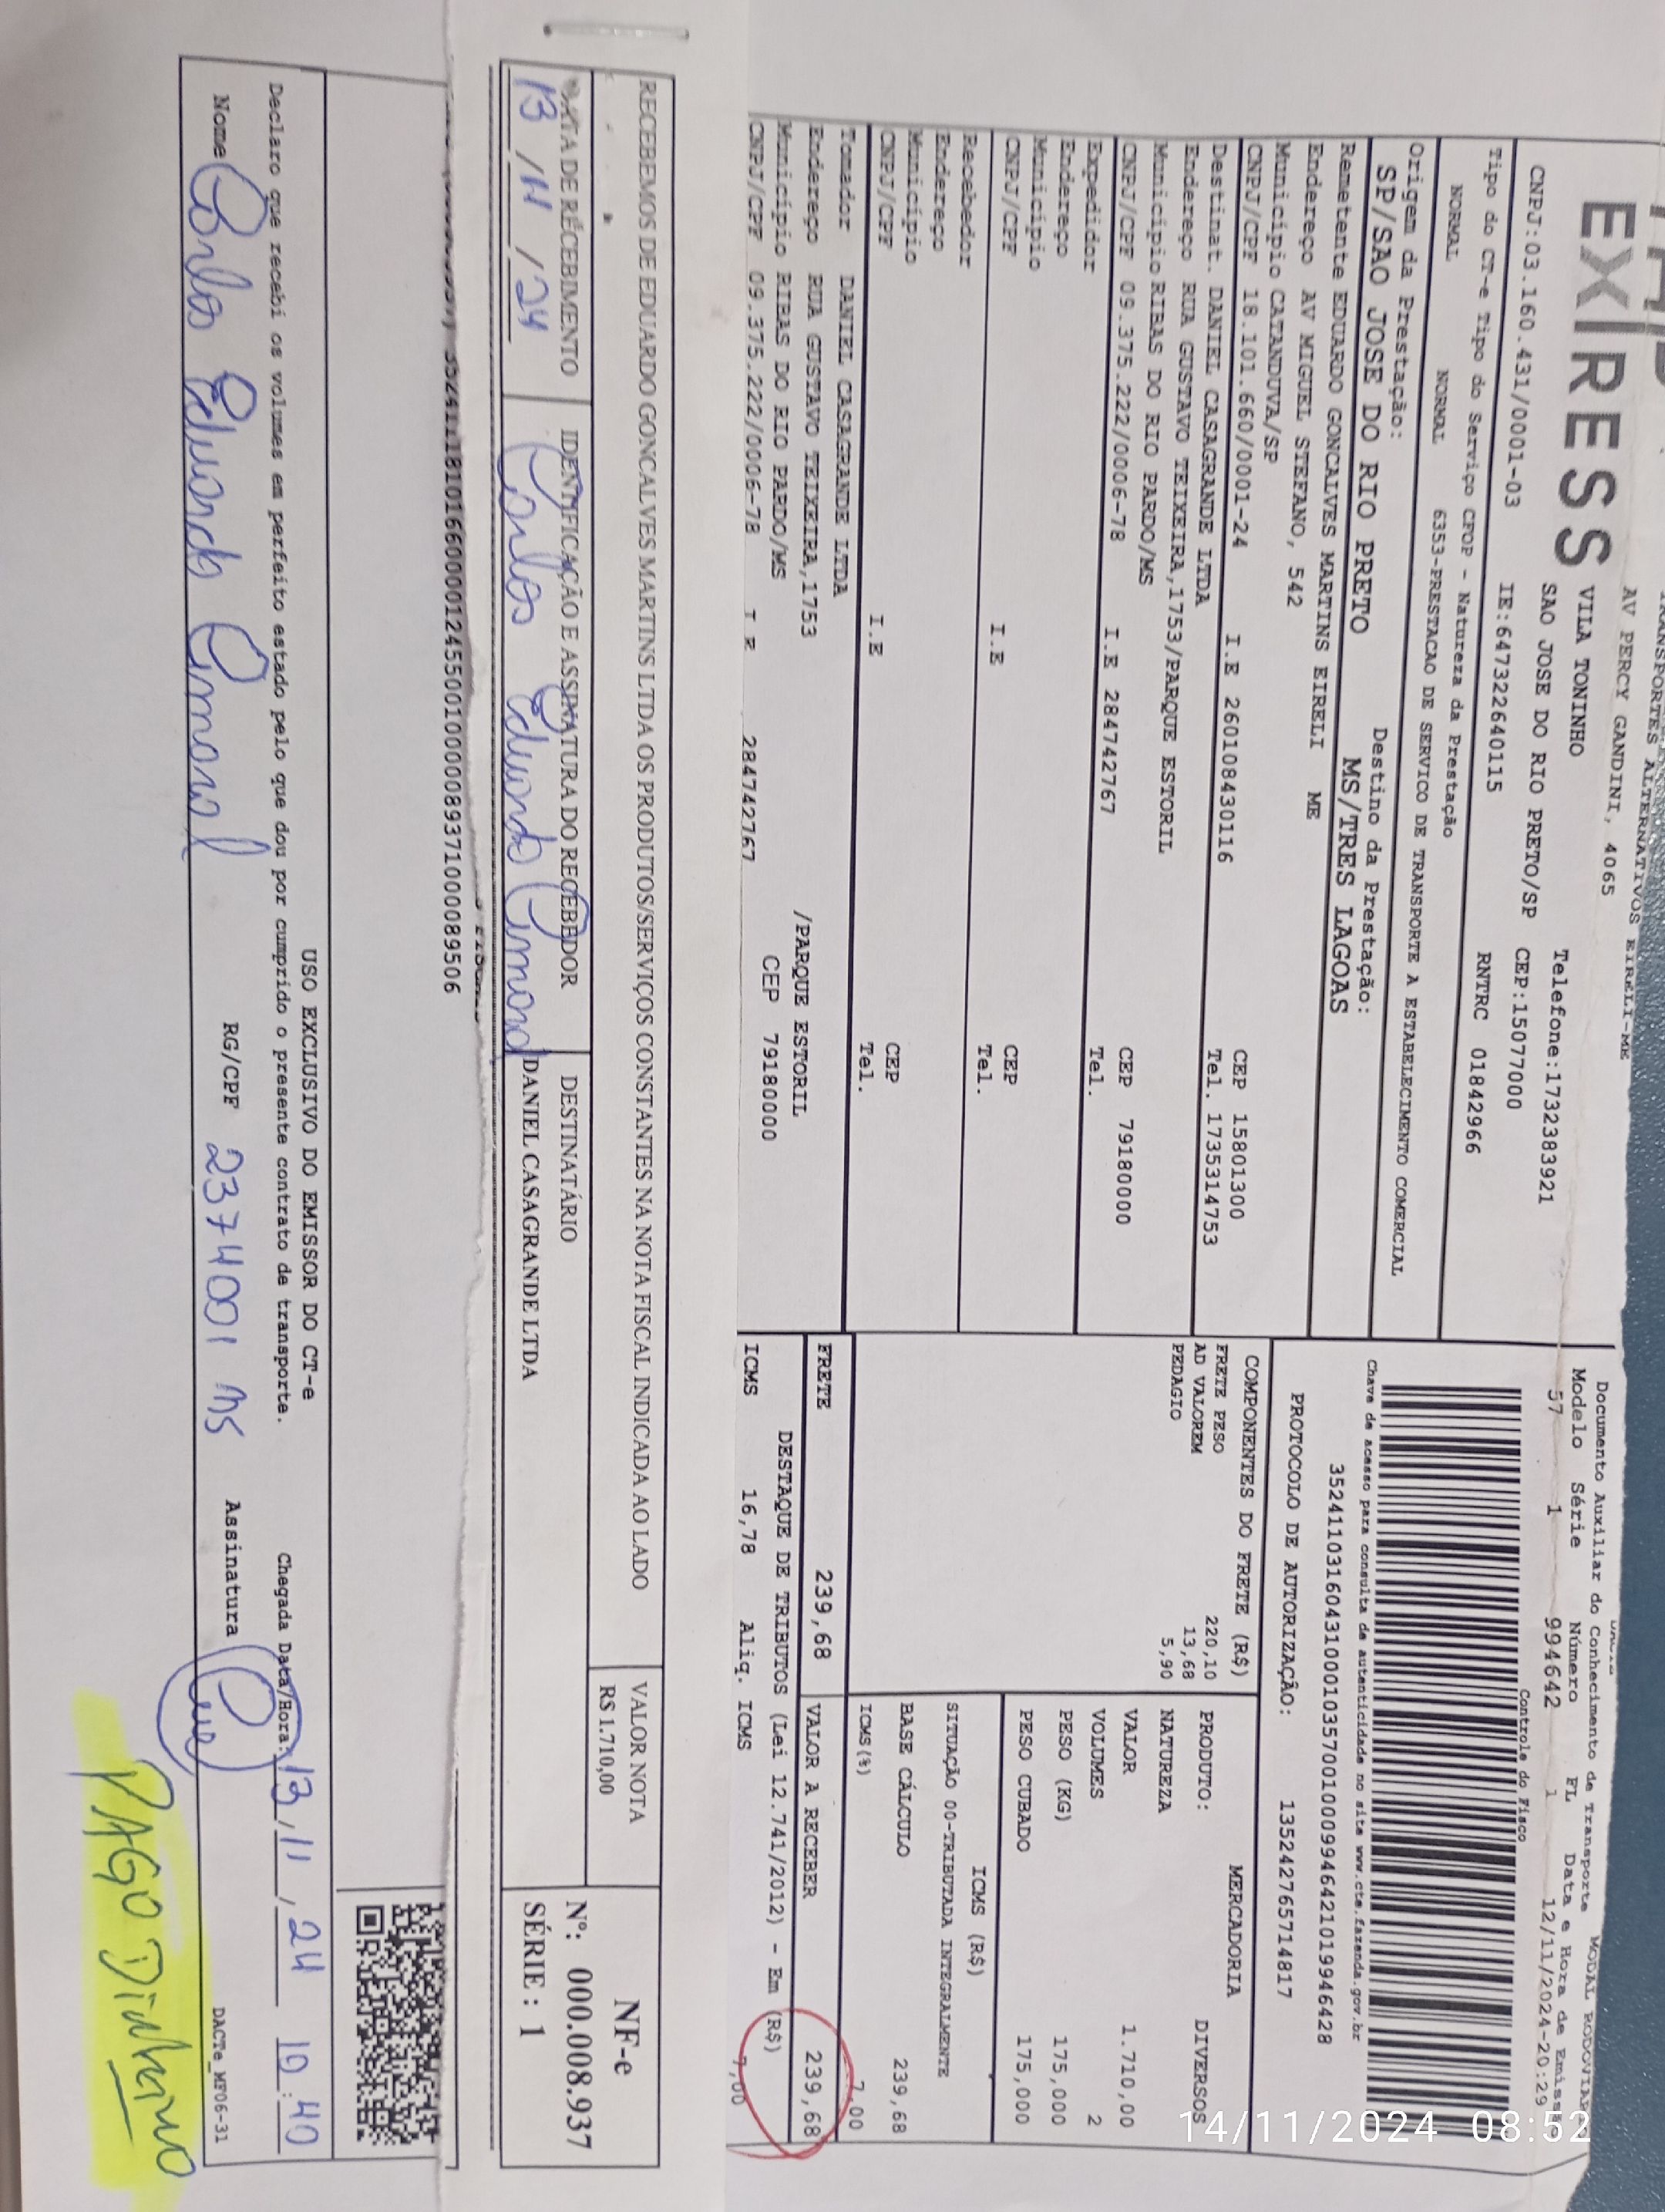 EXPRESS
TRANSPORTES ALTERNATIVOS EIRELI-ME
AV PERCY GANDINI, 4065
VILA TONINHO Telefone:1732383921
SAO JOSE DO RIO PRETO/SP CEP:15077000
CNPJ:03.160.431/0001-03 IE:647322640115 RNTRC 01842966
Tipo do CT-e Tipo do Serviço CFOP - Natureza da Prestação
NORMAL NORMAL 6353-PRESTACAO DE SERVICO DE TRANSPORTE A ESTABELECIMENTO COMERCIAL
Origem da Prestação: Destino da Prestação:
SP/SAO JOSE DO RIO PRETO MS/TRES LAGOAS
Remetente EDUARDO GONCALVES MARTINS EIRELI ME
Endereço AV MIGUEL STEFANO, 542
Município CATANDUVA/SP CEP 15801300
CNPJ/CPF 18.101.660/0001-24 I.E 260108430116 Tel. 1735314753
Destinat. DANIEL CASAGRANDE LTDA
Endereço RUA GUSTAVO TEIXEIRA,1753/PARQUE ESTORIL
Município RIBAS DO RIO PARDO/MS CEP 79180000
CNPJ/CPF 09.375.222/0006-78 I.E 284742767 Tel.
Expedidor
Endereço
Município CEP
CNPJ/CPF I.E Tel.
Recebedor
Endereço
Município CEP
CNPJ/CPF I.E Tel.
Tomador DANIEL CASAGRANDE LTDA
Endereço RUA GUSTAVO TEIXEIRA,1753 /PARQUE ESTORIL
Município RIBAS DO RIO PARDO/MS CEP 79180000
CNPJ/CPF 09.375.222/0006-78 I E 284742767
Documento Auxiliar do Conhecimento de Transporte MODAL RODOVIARIO
Modelo Série Número FL Data e Hora de Emissão
57 1 994642 1 12/11/2024-20:29
Controle do Fisco
Chave de acesso para consulta de autenticidade no site www.cte.fazenda.gov.br
35241103160431000103570010009946421019946428
PROTOCOLO DE AUTORIZAÇÃO: 135242765714817
COMPONENTES DO FRETE (R$)
FRETE PESO 220,10
AD VALOREM 13,68
PEDAGIO 5,90
MERCADORIA
PRODUTO: DIVERSOS
NATUREZA
VALOR 1.710,00
VOLUMES 2
PESO (KG) 175,000
PESO CUBADO 175,000
ICMS (R$)
SITUAÇÃO 00-TRIBUTADA INTEGRALMENTE
BASE CÁLCULO 239,68
ICMS(%) 7,00
FRETE 239,68 VALOR A RECEBER 239,68
DESTAQUE DE TRIBUTOS (Lei 12.741/2012) - Em (R$)
ICMS 16,78 Aliq. ICMS 7,00
14/11/2024 08:52
RECEBEMOS DE EDUARDO GONCALVES MARTINS LTDA OS PRODUTOS/SERVIÇOS CONSTANTES NA NOTA FISCAL INDICADA AO LADO
VALOR NOTA
R$ 1.710,00
DATA DE RECEBIMENTO IDENTIFICAÇÃO E ASSINATURA DO RECEBEDOR DESTINATÁRIO
13/11/24 Carlos Eduardo Amaral DANIEL CASAGRANDE LTDA
NF-e
Nº: 000.008.937
SÉRIE : 1
35241118101660000124550010000089371000089506
USO EXCLUSIVO DO EMISSOR DO CT-e
Declaro que recebi os volumes em perfeito estado pelo que dou por cumprido o presente contrato de transporte. Chegada Data/Hora: 13/11/24 10:40
Nome Carlos Eduardo Amaral RG/CPF 2374001 MS Assinatura
DACTe_MF06-31
PAGO DINHEIRO